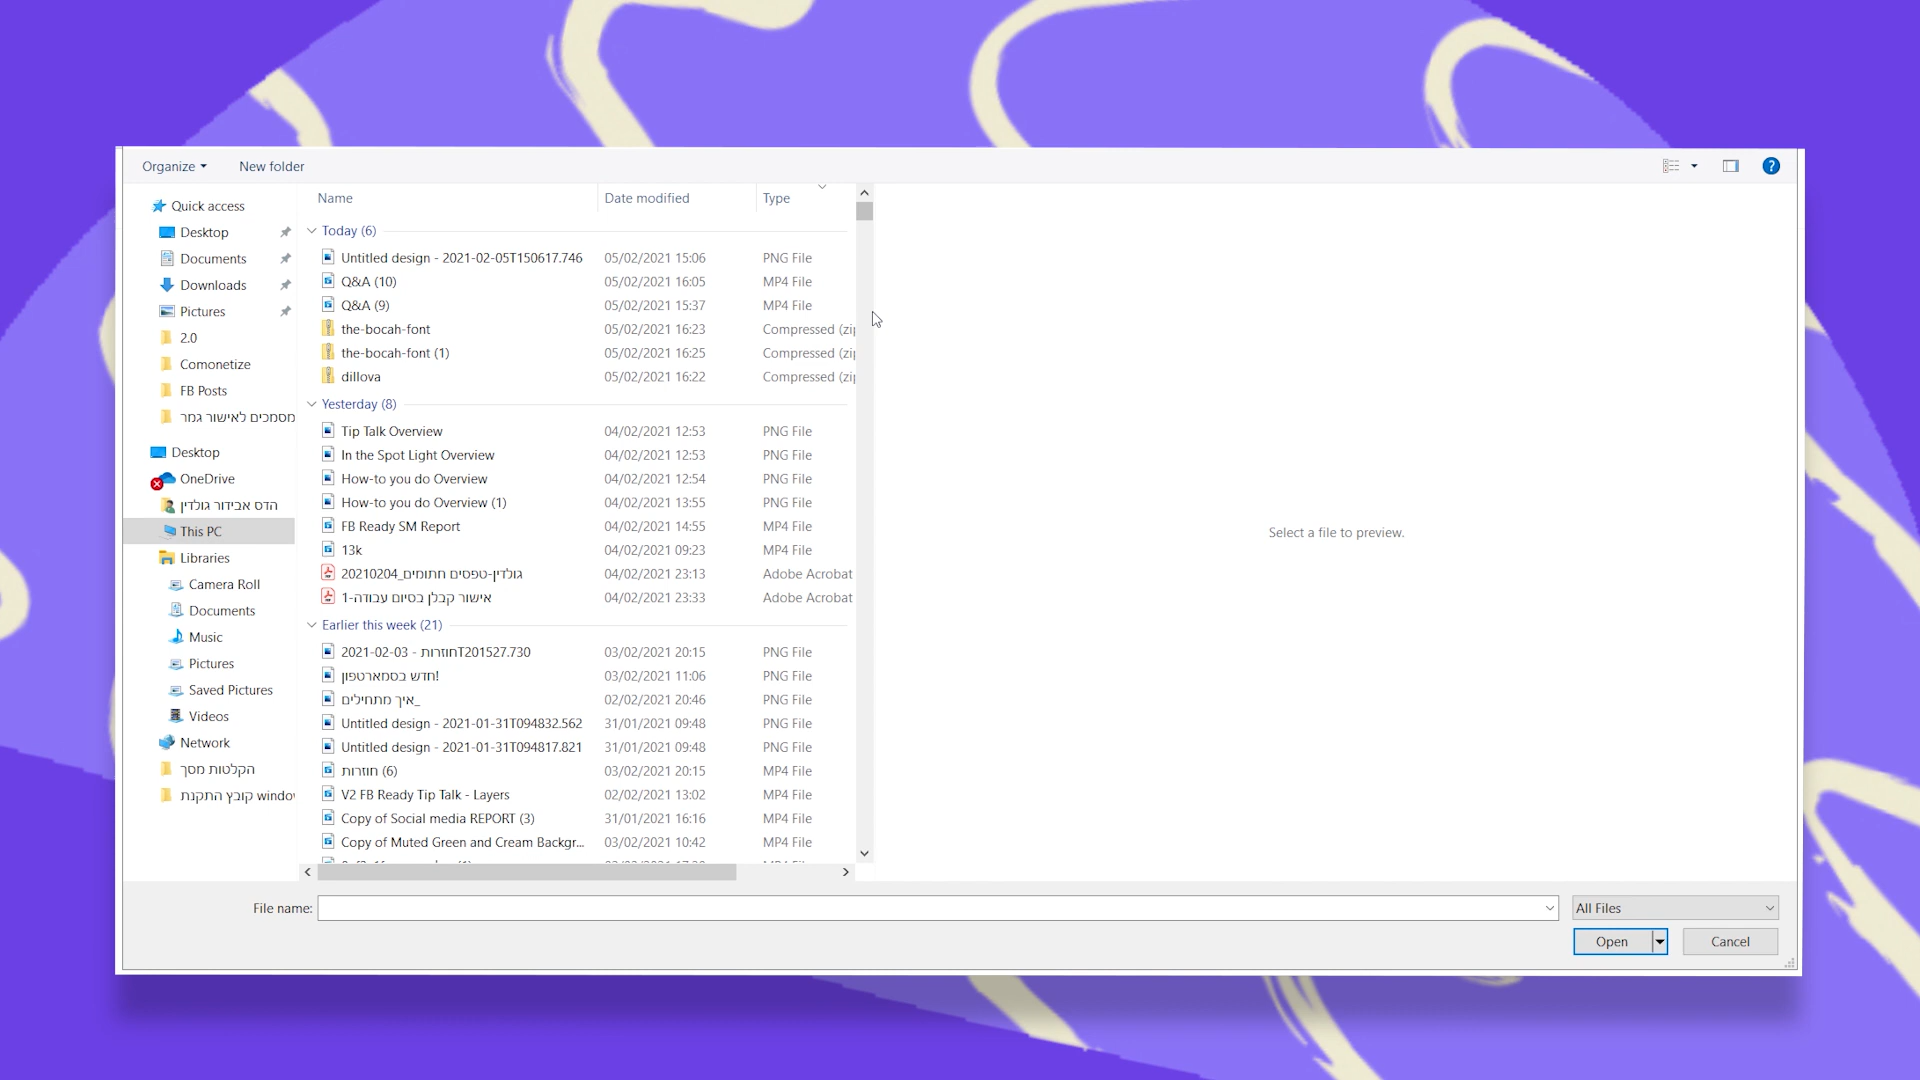 Organize
New folder
Quick access
Desktop
Documents
Downloads
Pictures
2.0
Comonetize
FB Posts
מסמכים לאישור גמר
Desktop
OneDrive
הדס אבידור גולדין
This PC
Libraries
Camera Roll
Documents
Music
Pictures
Saved Pictures
Videos
Network
הקלטות מסך
קובץ התקנת window
Name Date modified Type
Today (6)
Untitled design - 2021-02-05T150617.746 05/02/2021 15:06 PNG File
Q&A (10) 05/02/2021 16:05 MP4 File
Q&A (9) 05/02/2021 15:37 MP4 File
the-bocah-font 05/02/2021 16:23 Compressed (zip
the-bocah-font (1) 05/02/2021 16:25 Compressed (zip
dillova 05/02/2021 16:22 Compressed (zip
Yesterday (8)
Tip Talk Overview 04/02/2021 12:53 PNG File
In the Spot Light Overview 04/02/2021 12:53 PNG File
How-to you do Overview 04/02/2021 12:54 PNG File
How-to you do Overview (1) 04/02/2021 13:55 PNG File
FB Ready SM Report 04/02/2021 14:55 MP4 File
13k 04/02/2021 09:23 MP4 File
גולדין-טפסים חתומים_20210204 04/02/2021 23:13 Adobe Acrobat
אישור קבלן בסיום עבודה-1 04/02/2021 23:33 Adobe Acrobat
Earlier this week (21)
2021-02-03 - חוזרותT201527.730 03/02/2021 20:15 PNG File
חדש בסמארטפון! 03/02/2021 11:06 PNG File
איך מתחילים_ 02/02/2021 20:46 PNG File
Untitled design - 2021-01-31T094832.562 31/01/2021 09:48 PNG File
Untitled design - 2021-01-31T094817.821 31/01/2021 09:48 PNG File
חוזרות (6) 03/02/2021 20:15 MP4 File
V2 FB Ready Tip Talk - Layers 02/02/2021 13:02 MP4 File
Copy of Social media REPORT (3) 31/01/2021 16:16 MP4 File
Copy of Muted Green and Cream Backgr... 03/02/2021 10:42 MP4 File
Select a file to preview.
File name:
All Files
Open
Cancel